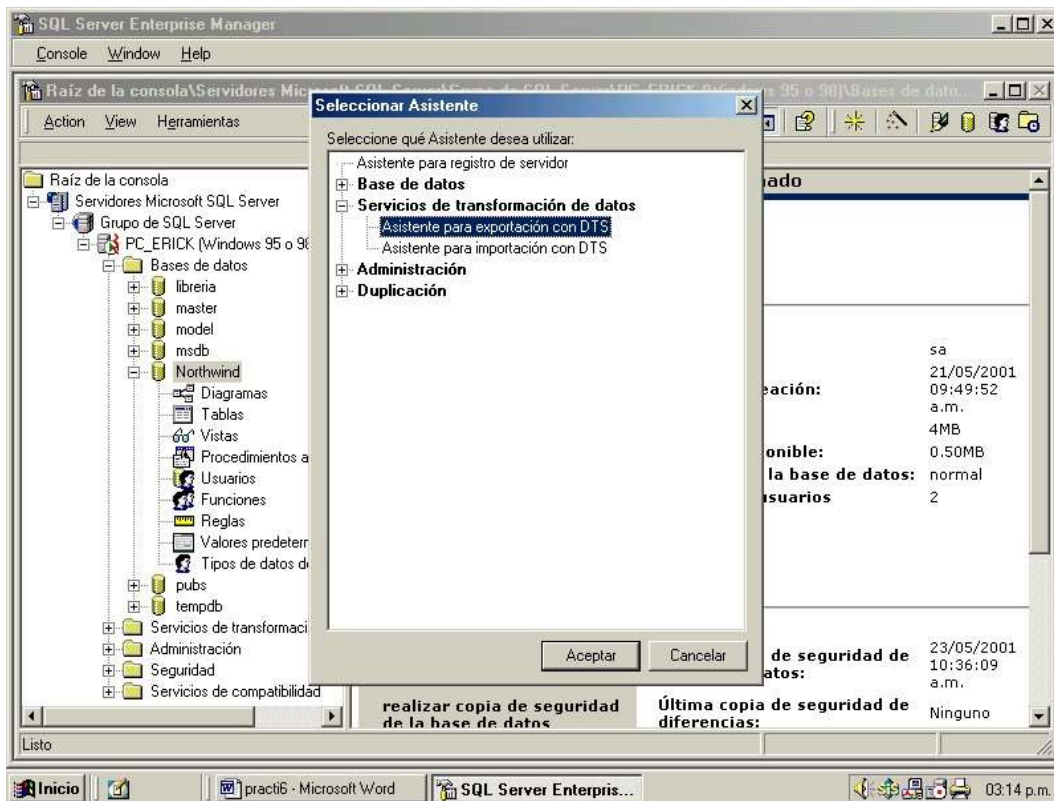 SQL Server Enterprise Manager
Console Window Help
Raíz de la consola\Servidores
Action View Herramientas
Seleccionar Asistente
Seleccione qué Asistente desea utilizar:
Asistente para registro de servidor
Base de datos
Servicios de transformación de datos
Asistente para exportación con DTS
Asistente para importación con DTS
Administración
Duplicación
Aceptar
Cancelar
Raíz de la consola
Servidores Microsoft SQL Server
Grupo de SQL Server
PC_ERICK (Windows 95 o 98
Bases de datos
libreria
master
model
msdb
Northwind
Diagramas
Tablas
Vistas
Procedimientos a
Usuarios
Funciones
Reglas
Valores predeterr
Tipos de datos d
pubs
tempdb
Servicios de transformaci
Administración
Seguridad
Servicios de compatibilidad
ado
sa
eación: 21/05/2001
09:49:52
a.m.
4MB
onible: 0.50MB
la base de datos: normal
usuarios 2
de seguridad de
atos:
23/05/2001
10:36:09
a.m.
realizar copia de seguridad
de la base de datos
Última copia de seguridad de
diferencias:
Ninguno
Listo
Inicio
practi6 - Microsoft Word
SQL Server Enterpris...
03:14 p.m.